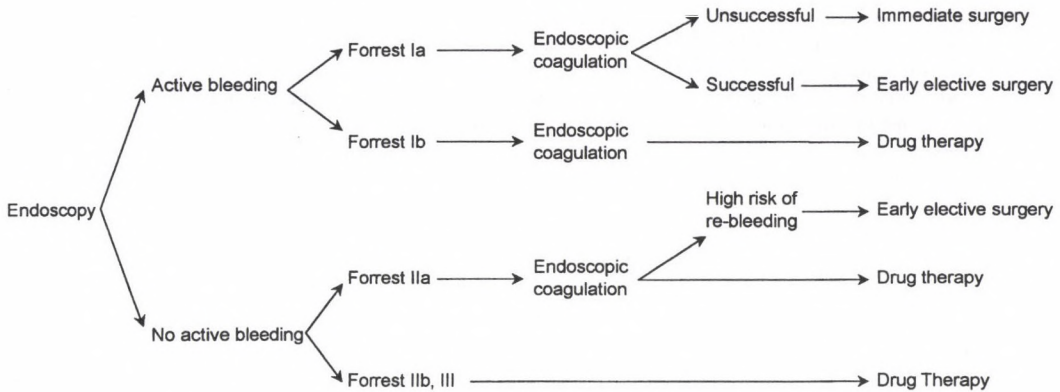 Unsuccessful
Immediate surgery
Forrest Ia
Endoscopic
coagulation
Active bleeding
Successful
Early elective surgery
Forrest Ib
Endoscopic
coagulation
Drug therapy
Endoscopy
High risk of
re-bleeding
Early elective surgery
Forrest IIa
Endoscopic
coagulation
Drug therapy
No active bleeding
Forrest IIb, III
Drug Therapy